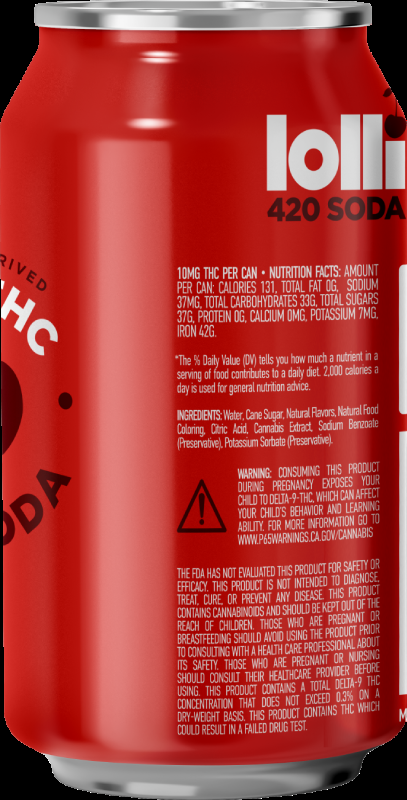 lolli
420 SODA
RIVED
HC
ODA
10MG THC PER CAN • NUTRITION FACTS: AMOUNT
PER CAN: CALORIES 131, TOTAL FAT 0G, SODIUM
37MG, TOTAL CARBOHYDRATES 33G, TOTAL SUGARS
37G, PROTEIN 0G, CALCIUM 0MG, POTASSIUM 7MG,
IRON 42G.
*The % Daily Value (DV) tells you how much a nutrient in a
serving of food contributes to a daily diet. 2,000 calories a
day is used for general nutrition advice.
INGREDIENTS: Water, Cane Sugar, Natural Flavors, Natural Food
Coloring, Citric Acid, Cannabis Extract, Sodium Benzoate
(Preservative), Potassium Sorbate (Preservative).
WARNING: CONSUMING THIS PRODUCT
DURING PREGNANCY EXPOSES YOUR
CHILD TO DELTA-9-THC, WHICH CAN AFFECT
YOUR CHILD'S BEHAVIOR AND LEARNING
ABILITY. FOR MORE INFORMATION GO TO
WWW.P65WARNINGS.CA.GOV/CANNABIS
THE FDA HAS NOT EVALUATED THIS PRODUCT FOR SAFETY OR
EFFICACY. THIS PRODUCT IS NOT INTENDED TO DIAGNOSE,
TREAT, CURE, OR PREVENT ANY DISEASE. THIS PRODUCT
CONTAINS CANNABINOIDS AND SHOULD BE KEPT OUT OF THE
REACH OF CHILDREN. THOSE WHO ARE PREGNANT OR
BREASTFEEDING SHOULD AVOID USING THE PRODUCT PRIOR
TO CONSULTING WITH A HEALTH CARE PROFESSIONAL ABOUT
ITS SAFETY. THOSE WHO ARE PREGNANT OR NURSING
SHOULD CONSULT THEIR HEALTHCARE PROVIDER BEFORE
USING. THIS PRODUCT CONTAINS A TOTAL DELTA-9 THC
CONCENTRATION THAT DOES NOT EXCEED 0.3% ON A
DRY-WEIGHT BASIS. THIS PRODUCT CONTAINS THC WHICH
COULD RESULT IN A FAILED DRUG TEST.
M